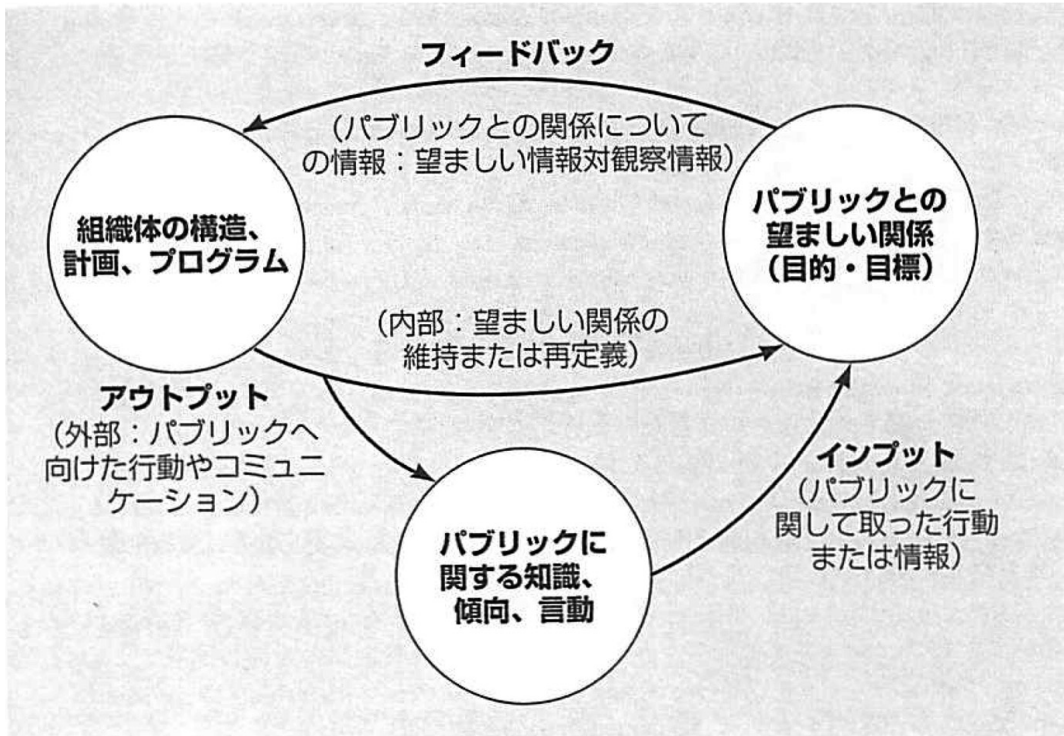 フィードバック
(パブリックとの関係について
の情報:望ましい情報対観察情報)
組織体の構造、
計画、プログラム
パブリックとの
望ましい関係
(目的・目標)
(内部:望ましい関係の
維持または再定義)
アウトプット
(外部:パブリックへ
向けた行動やコミュニ
ケーション)
インプット
(パブリックに
関して取った行動
または情報)
パブリックに
関する知識、
傾向、言動